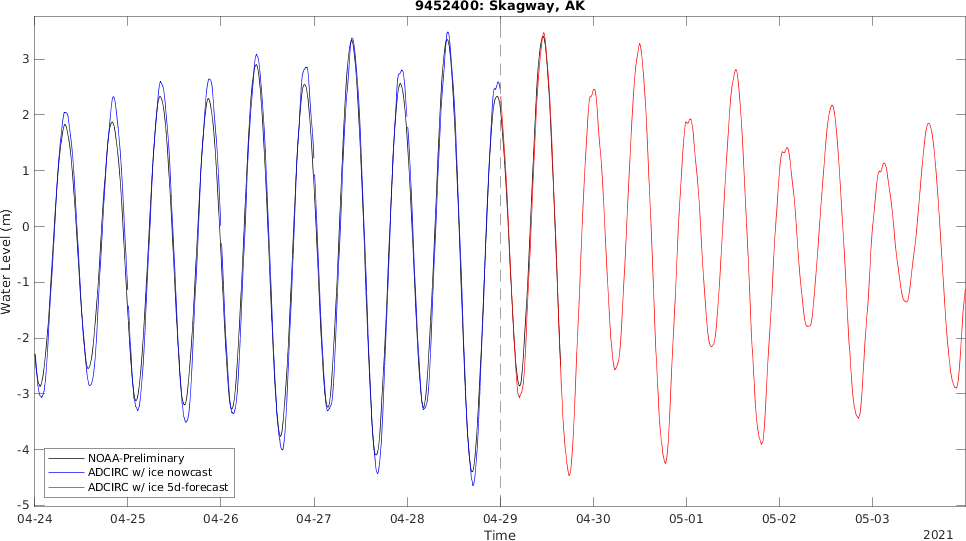 9452400: Skagway, AK
Water Level (m)
3
2
1
0
-1
-2
-3
-4
-5
NOAA-Preliminary
ADCIRC w/ ice nowcast
ADCIRC w/ ice 5d-forecast
04-24 04-25 04-26 04-27 04-28 04-29 04-30 05-01 05-02 05-03
Time
2021